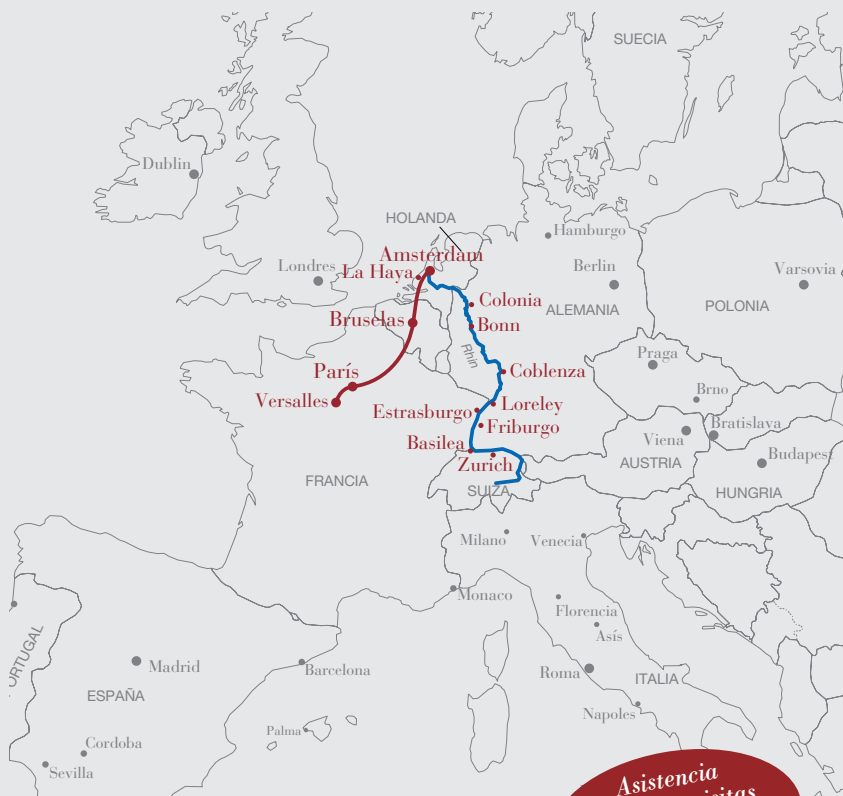 SUECIA
Dublin
HOLANDA
Hamburgo
Amsterdam
Londres
La Haya
Berlin
Varsovia
Colonia
ALEMANIA
POLONIA
Bruselas
Bonn
Rhin
Praga
París
Coblenza
Brno
Versalles
Loreley
Estrasburgo
Friburgo
Bratislava
Viena
Basilea
Budapest
Zurich
AUSTRIA
FRANCIA
SUIZA
HUNGRIA
Milano
Venecia
Monaco
Florencia
Asís
PORTUGAL
Madrid
Barcelona
Roma
ITALIA
ESPAÑA
Napoles
Palma
Cordoba
Sevilla
Asistencia